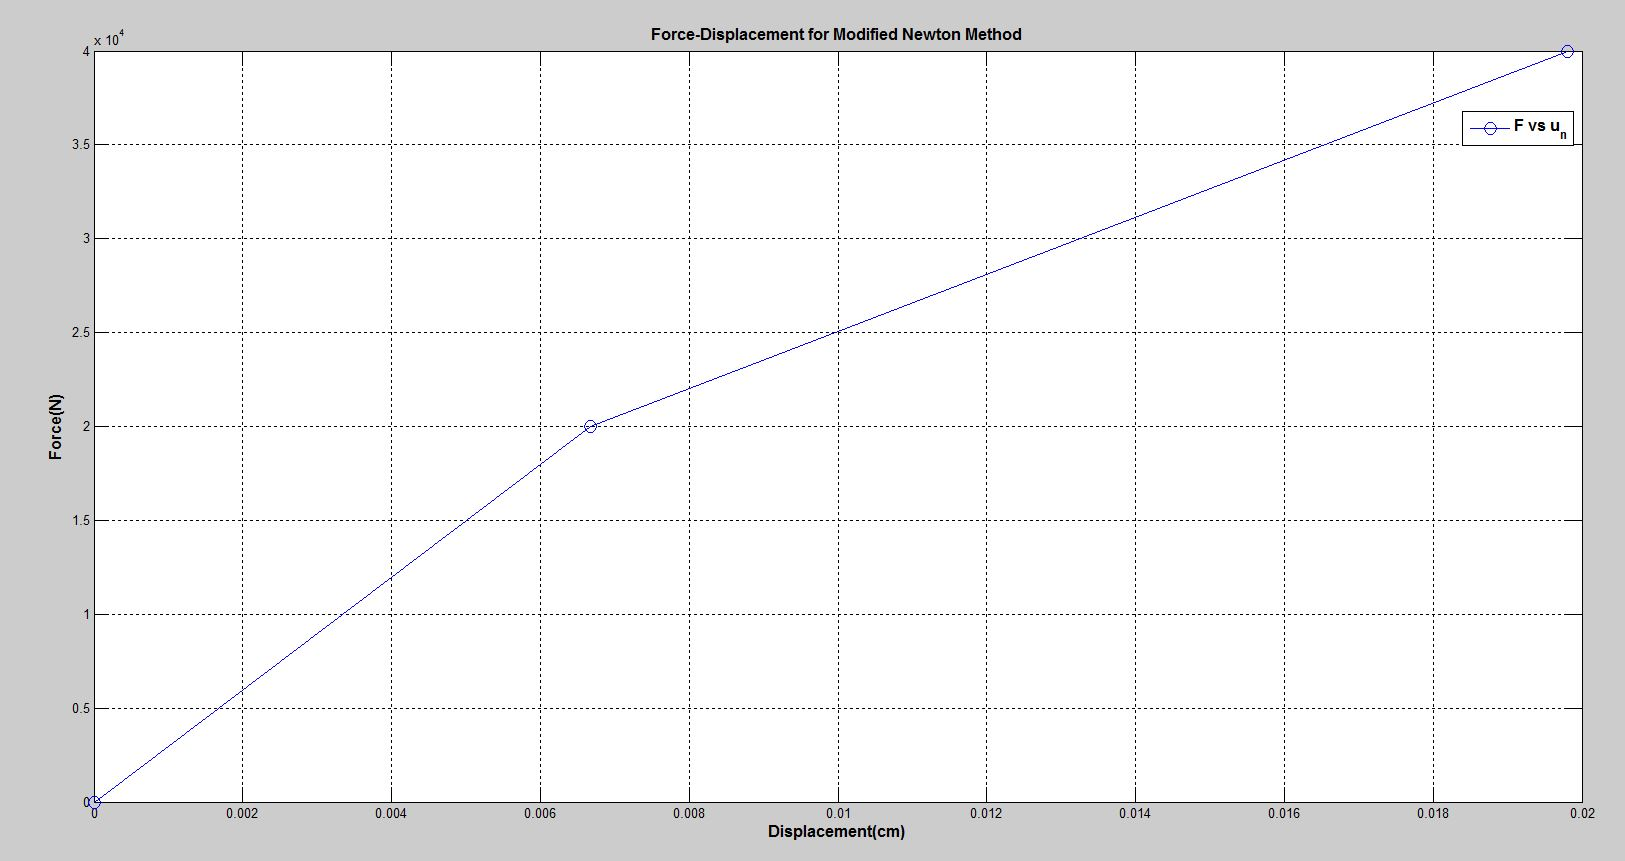 Force-Displacement for Modified Newton Method
x 10^4
4
3.5
3
2.5
2
1.5
1
0.5
0
Force(N)
F vs u_n
0 0.002 0.004 0.006 0.008 0.01 0.012 0.014 0.016 0.018 0.02
Displacement(cm)